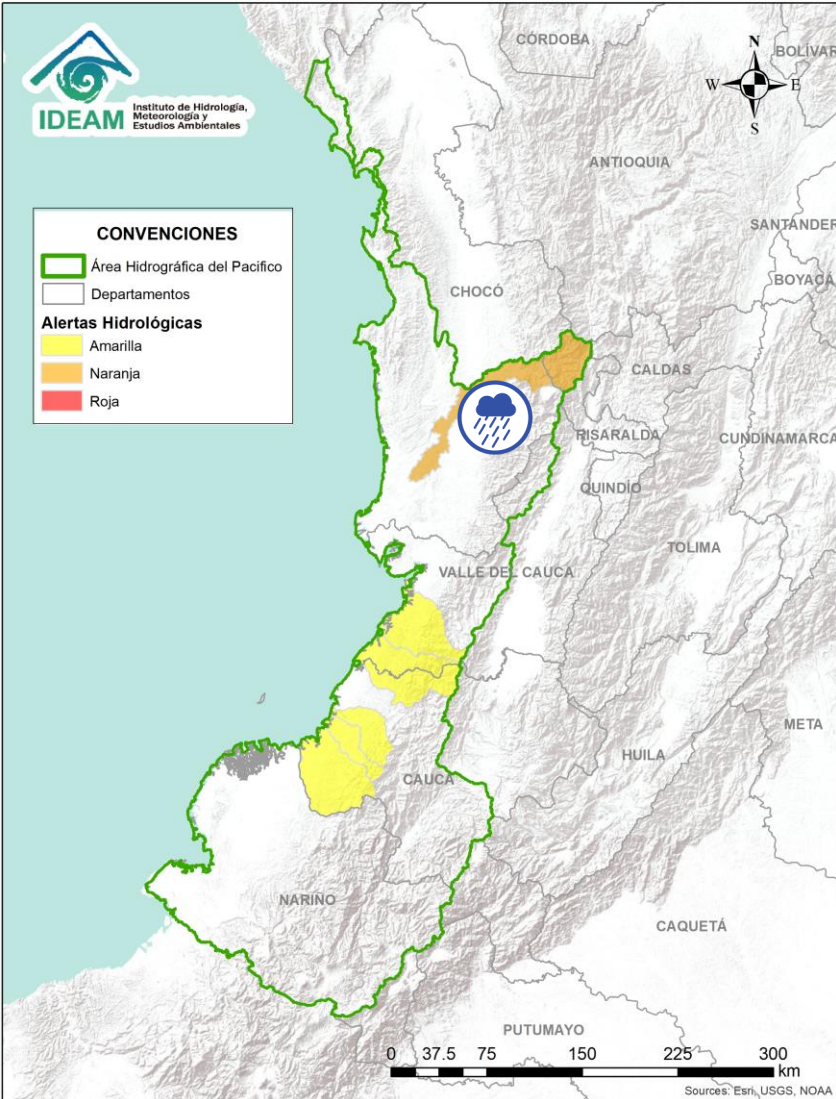 IDEAM
Instituto de Hidrología,
Meteorología y
Estudios Ambientales
CÓRDOBA
BOLÍVAR
N
W
E
S
ANTIOQUIA
SANTANDER
BOYACÁ
CONVENCIONES
Área Hidrográfica del Pacifico
Departamentos
Alertas Hidrológicas
Amarilla
Naranja
Roja
CHOCÓ
CALDAS
RISARALDA
CUNDINAMARCA
QUINDÍO
TOLIMA
VALLE DEL CAUCA
META
HUILA
CAUCA
NARIÑO
CAQUETÁ
PUTUMAYO
0 37.5 75 150 225 300
km
Sources: Esri, USGS, NOAA